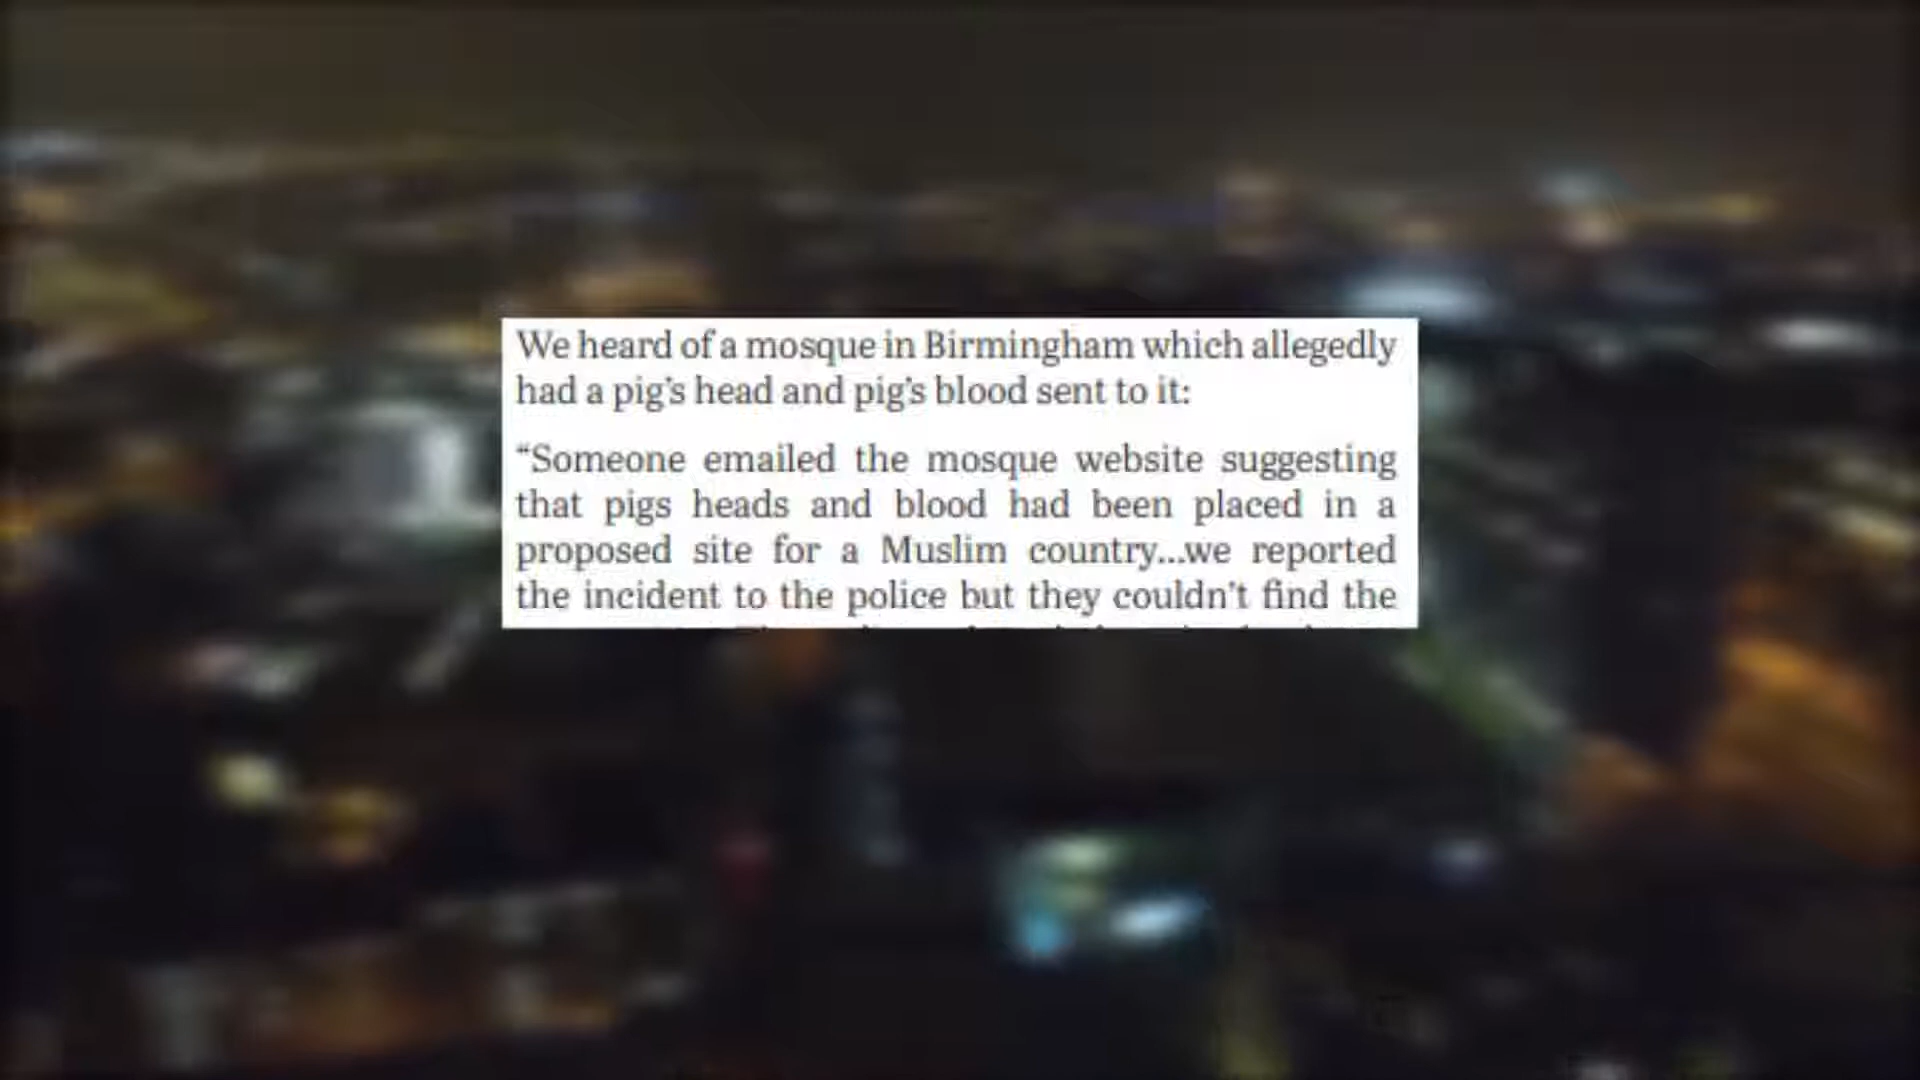 We heard of a mosque in Birmingham which allegedly
had a pig's head and pig's blood sent to it:
“Someone emailed the mosque website suggesting
that pigs heads and blood had been placed in a
proposed site for a Muslim country...we reported
the incident to the police but they couldn't find the